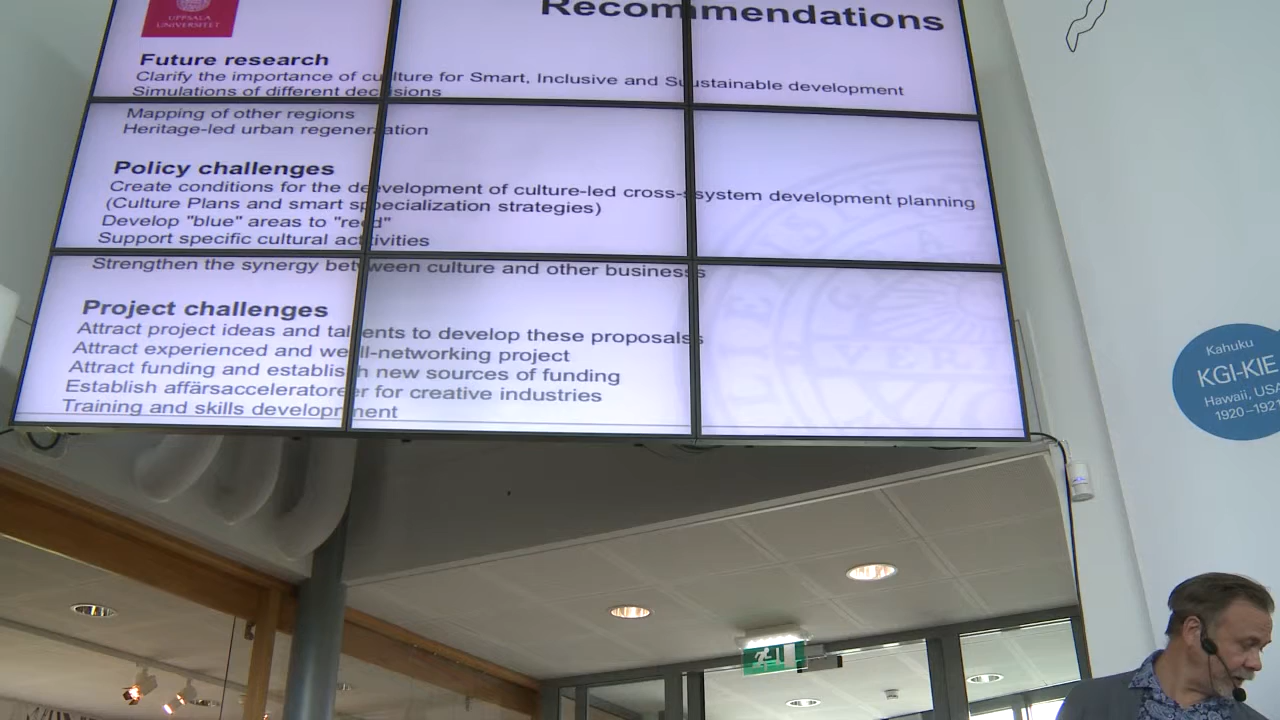 UPPSALA
UNIVERSITET
Recommendations
Future research
Clarify the importance of culture for Smart, Inclusive and Sustainable development
Simulations of different decisions
Mapping of other regions
Heritage-led urban regeneration
Policy challenges
Create conditions for the development of culture-led cross-system development planning
(Culture Plans and smart specialization strategies)
Develop "blue" areas to "red"
Support specific cultural activities
Strengthen the synergy between culture and other business
Project challenges
Attract project ideas and talents to develop these proposals
Attract experienced and well-networking project
Attract funding and establish new sources of funding
Establish affärsacceleratorer for creative industries
Training and skills development
Kahuku
KGI-KIE
Hawaii, USA
1920–1921